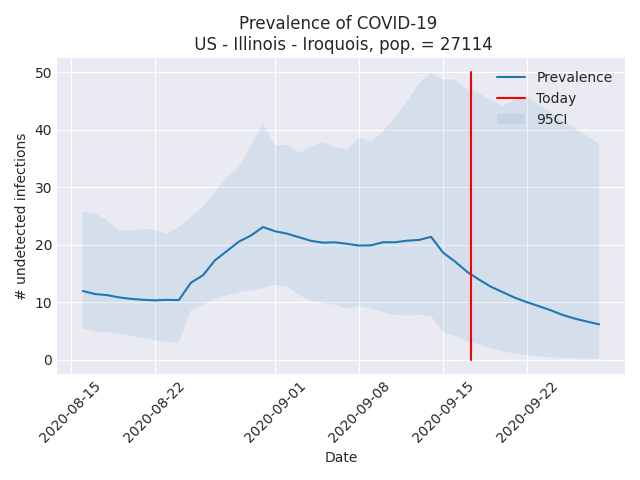 Prevalence of COVID-19
US - Illinois - Iroquois, pop. = 27114
# undetected infections
50
40
30
20
10
0
Prevalence
Today
95CI
2020-08-15
2020-08-22
2020-09-01
2020-09-08
2020-09-15
2020-09-22
Date